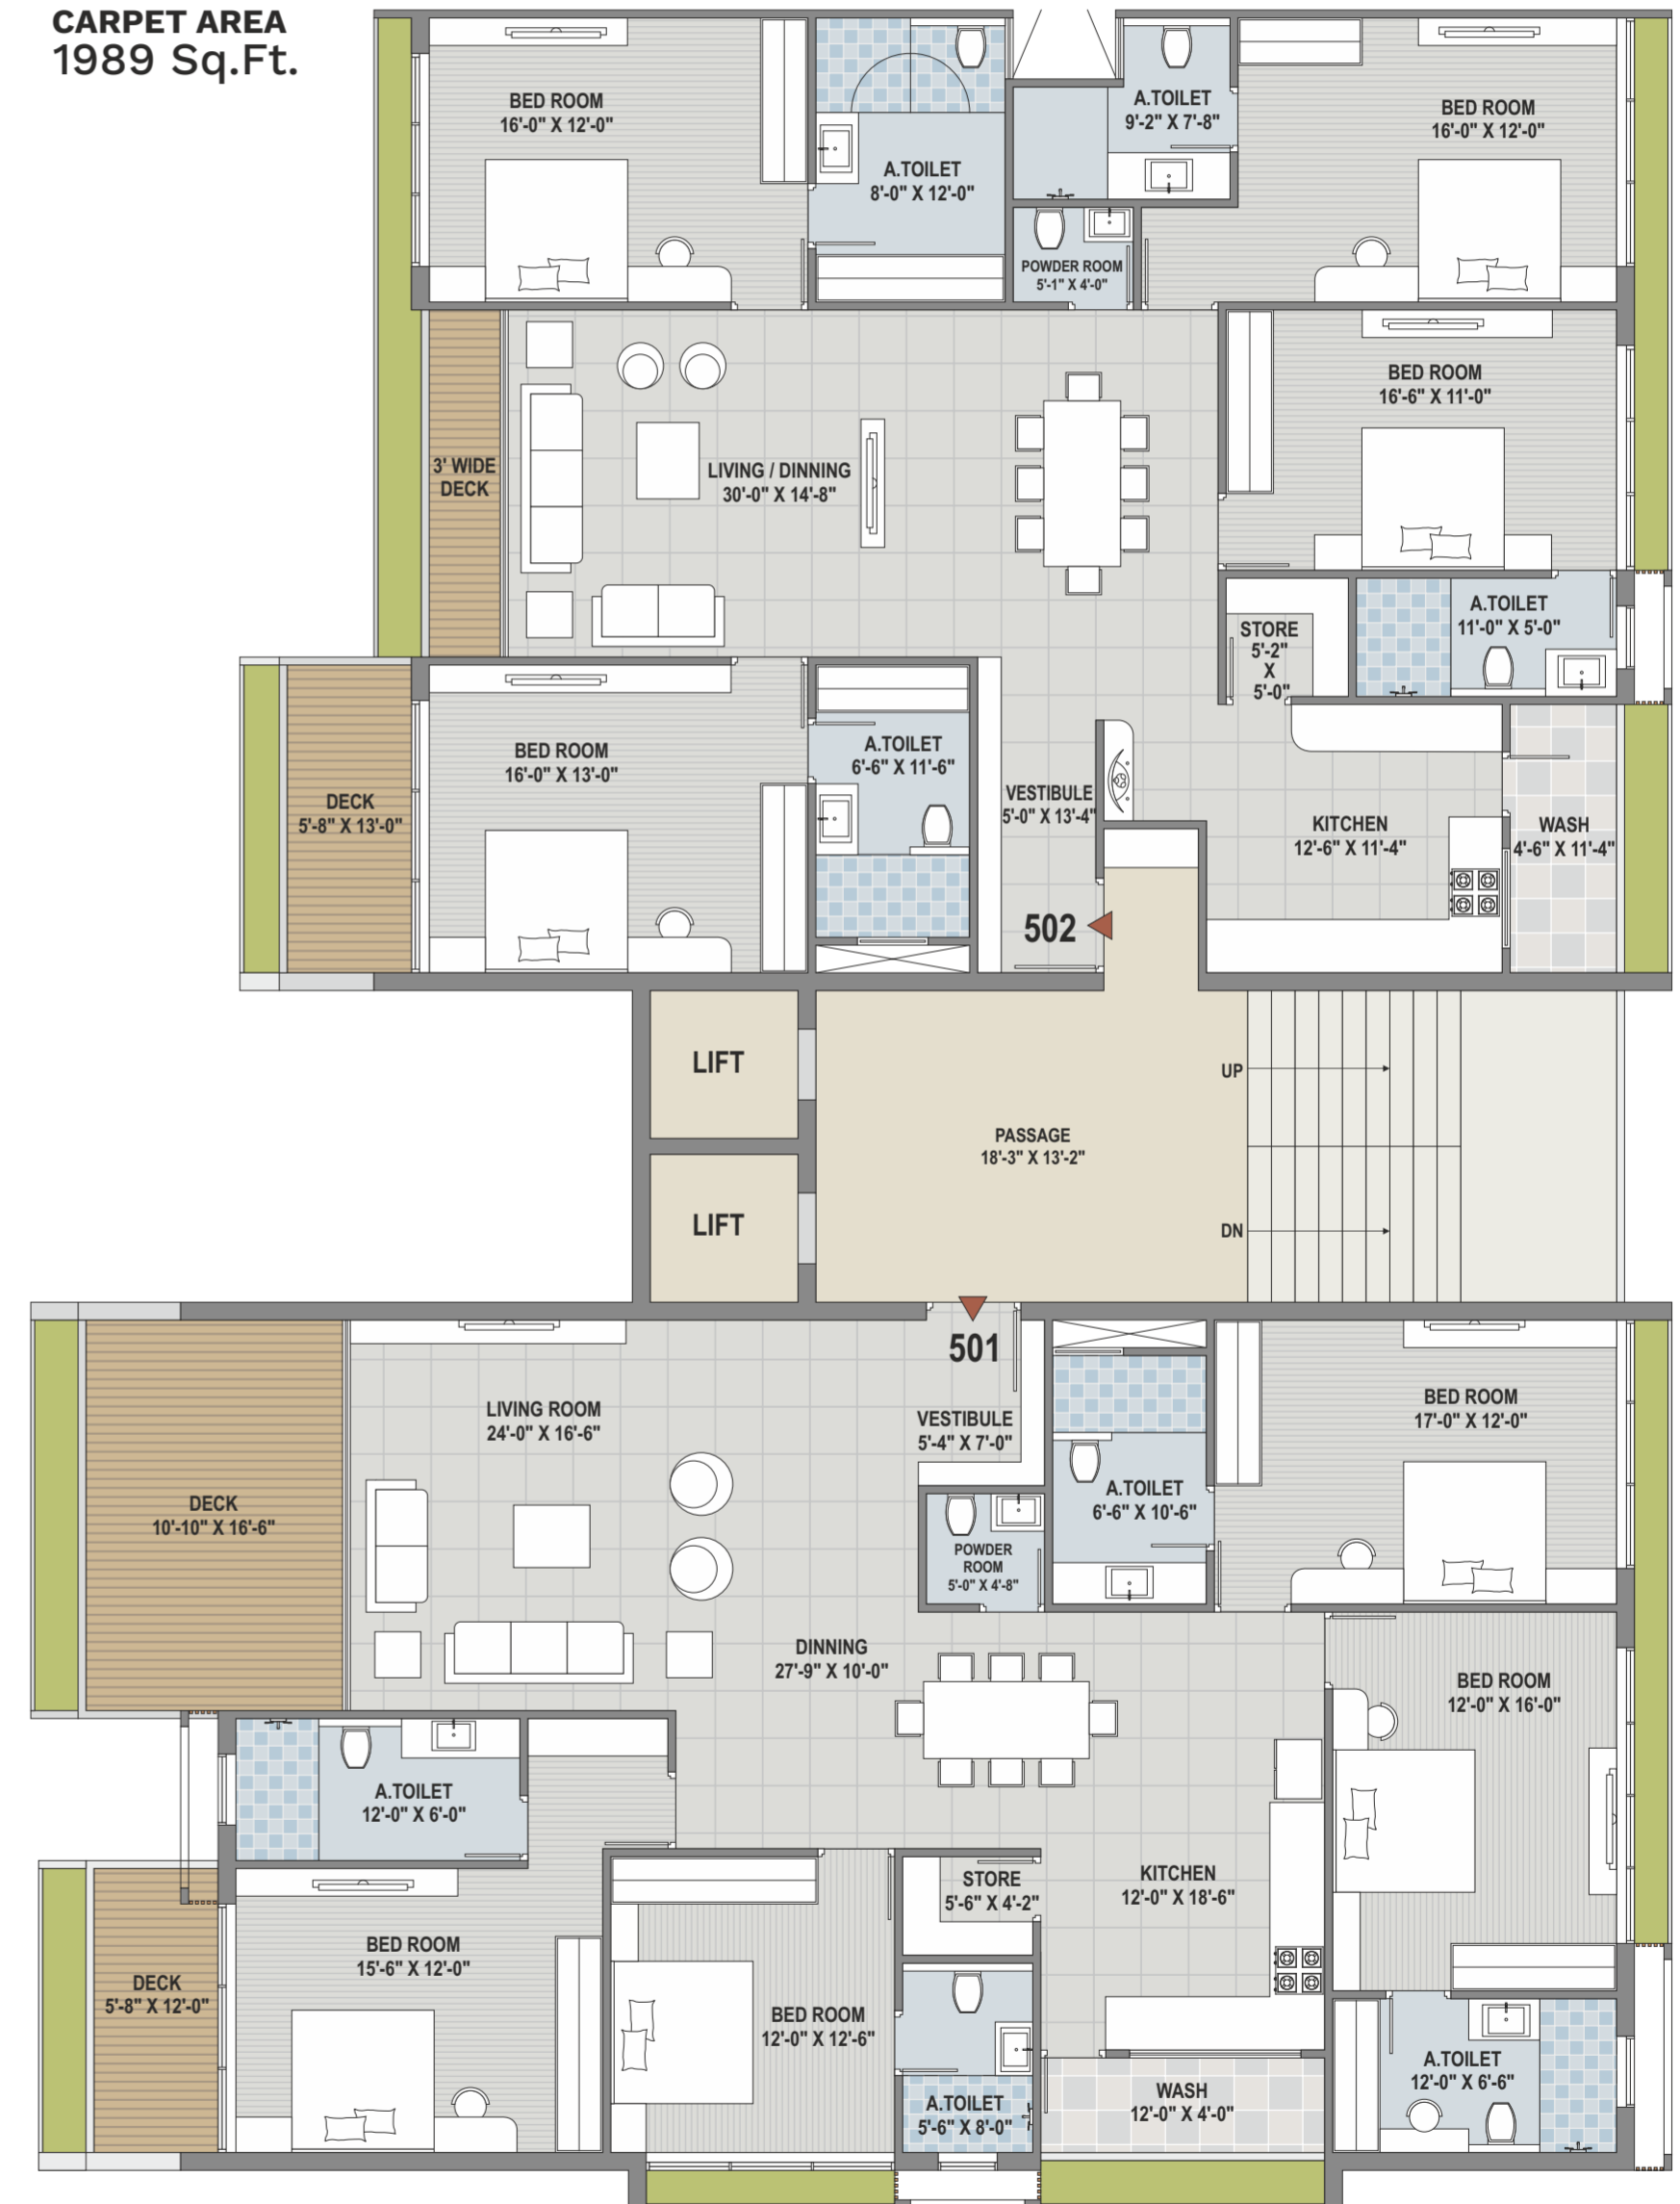 CARPET AREA
1989 Sq.Ft.
BED ROOM
16'-0" X 12'-0"
A.TOILET
8'-0" X 12'-0"
A.TOILET
9'-2" X 7'-8"
BED ROOM
16'-0" X 12'-0"
POWDER ROOM
5'-1" X 4'-0"
BED ROOM
16'-6" X 11'-0"
3' WIDE
DECK
LIVING / DINNING
30'-0" X 14'-8"
STORE
5'-2"
X
5'-0"
A.TOILET
11'-0" X 5'-0"
DECK
5'-8" X 13'-0"
BED ROOM
16'-0" X 13'-0"
A.TOILET
6'-6" X 11'-6"
VESTIBULE
5'-0" X 13'-4"
KITCHEN
12'-6" X 11'-4"
WASH
4'-6" X 11'-4"
502
LIFT
UP
PASSAGE
18'-3" X 13'-2"
LIFT
DN
501
LIVING ROOM
24'-0" X 16'-6"
VESTIBULE
5'-4" X 7'-0"
BED ROOM
17'-0" X 12'-0"
DECK
10'-10" X 16'-6"
A.TOILET
6'-6" X 10'-6"
POWDER
ROOM
5'-0" X 4'-8"
DINNING
27'-9" X 10'-0"
BED ROOM
12'-0" X 16'-0"
A.TOILET
12'-0" X 6'-0"
STORE
5'-6" X 4'-2"
KITCHEN
12'-0" X 18'-6"
BED ROOM
15'-6" X 12'-0"
DECK
5'-8" X 12'-0"
BED ROOM
12'-0" X 12'-6"
A.TOILET
5'-6" X 8'-0"
WASH
12'-0" X 4'-0"
A.TOILET
12'-0" X 6'-6"